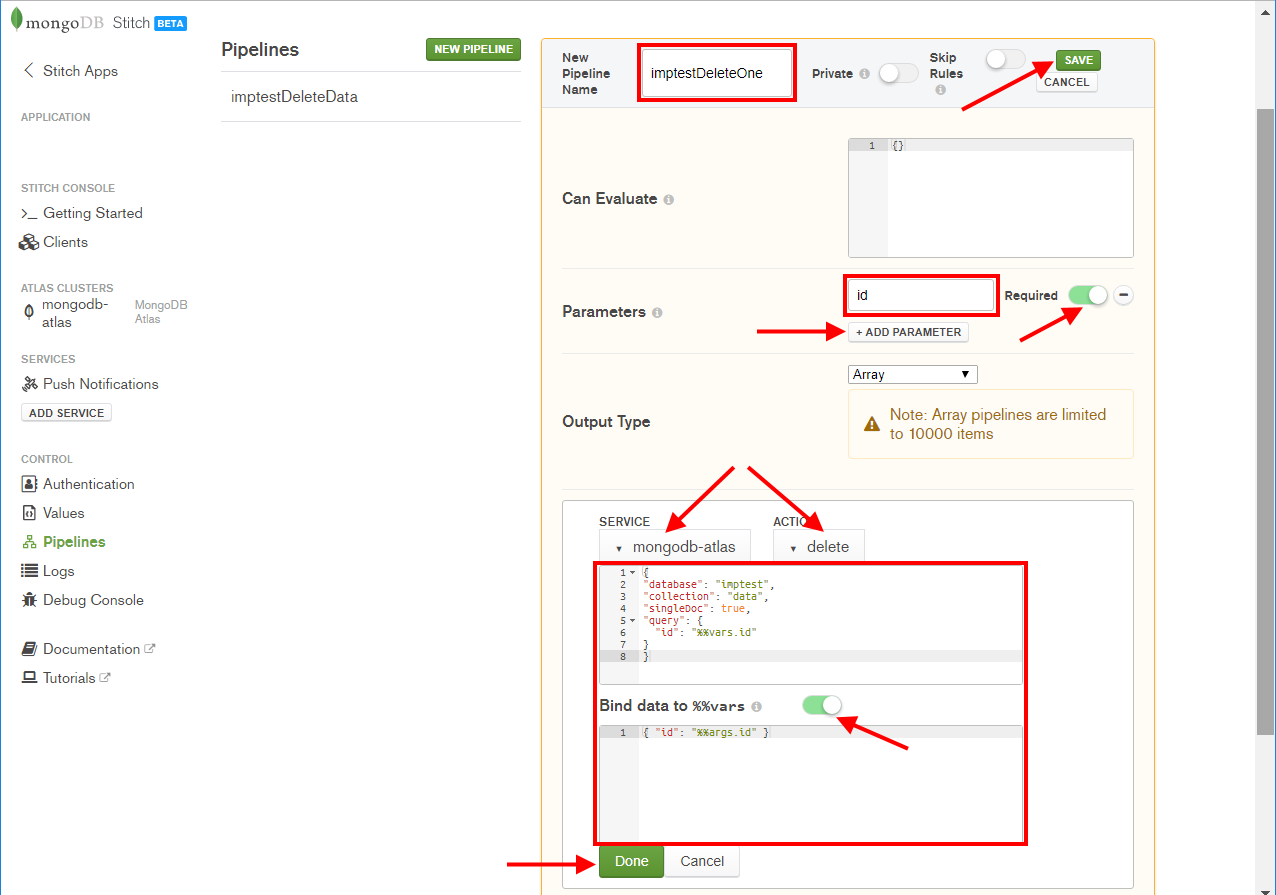 mongoDB Stitch BETA
Stitch Apps
APPLICATION
STITCH CONSOLE
>_ Getting Started
Clients
ATLAS CLUSTERS
mongodb-
atlas
MongoDB
Atlas
SERVICES
Push Notifications
ADD SERVICE
CONTROL
Authentication
Values
Pipelines
Logs
Debug Console
Documentation
Tutorials
Pipelines
NEW PIPELINE
imptestDeleteData
New
Pipeline
Name
imptestDeleteOne
Private
Skip
Rules
SAVE
CANCEL
Can Evaluate
1 {}
Parameters
id
Required
+ ADD PARAMETER
Output Type
Array
Note: Array pipelines are limited
to 10000 items
SERVICE
mongodb-atlas
ACTIO
delete
1 {
2 "database": "imptest",
3 "collection": "data",
4 "singleDoc": true,
5 "query": {
6 "id": "%%vars.id"
7 }
8 }
Bind data to %%vars
1 { "id": "%%args.id" }
Done
Cancel